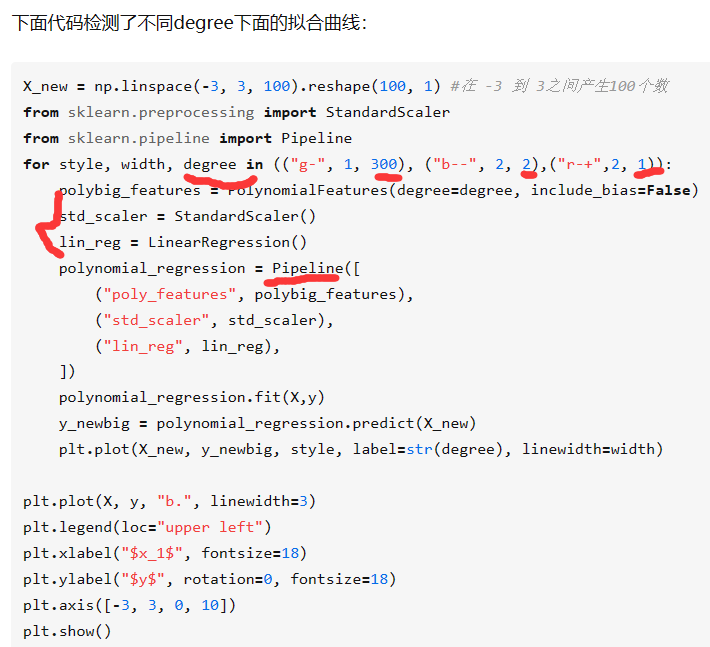 下面代码检测了不同degree下面的拟合曲线：
X_new = np.linspace(-3, 3, 100).reshape(100, 1) #在 -3 到 3之间产生100个数
from sklearn.preprocessing import StandardScaler
from sklearn.pipeline import Pipeline
for style, width, degree in (("g-", 1, 300), ("b--", 2, 2),("r-+",2, 1)):
    polybig_features = PolynomialFeatures(degree=degree, include_bias=False)
    std_scaler = StandardScaler()
    lin_reg = LinearRegression()
    polynomial_regression = Pipeline([
        ("poly_features", polybig_features),
        ("std_scaler", std_scaler),
        ("lin_reg", lin_reg),
    ])
    polynomial_regression.fit(X,y)
    y_newbig = polynomial_regression.predict(X_new)
    plt.plot(X_new, y_newbig, style, label=str(degree), linewidth=width)
plt.plot(X, y, "b.", linewidth=3)
plt.legend(loc="upper left")
plt.xlabel("$x_1$", fontsize=18)
plt.ylabel("$y$", rotation=0, fontsize=18)
plt.axis([-3, 3, 0, 10])
plt.show()